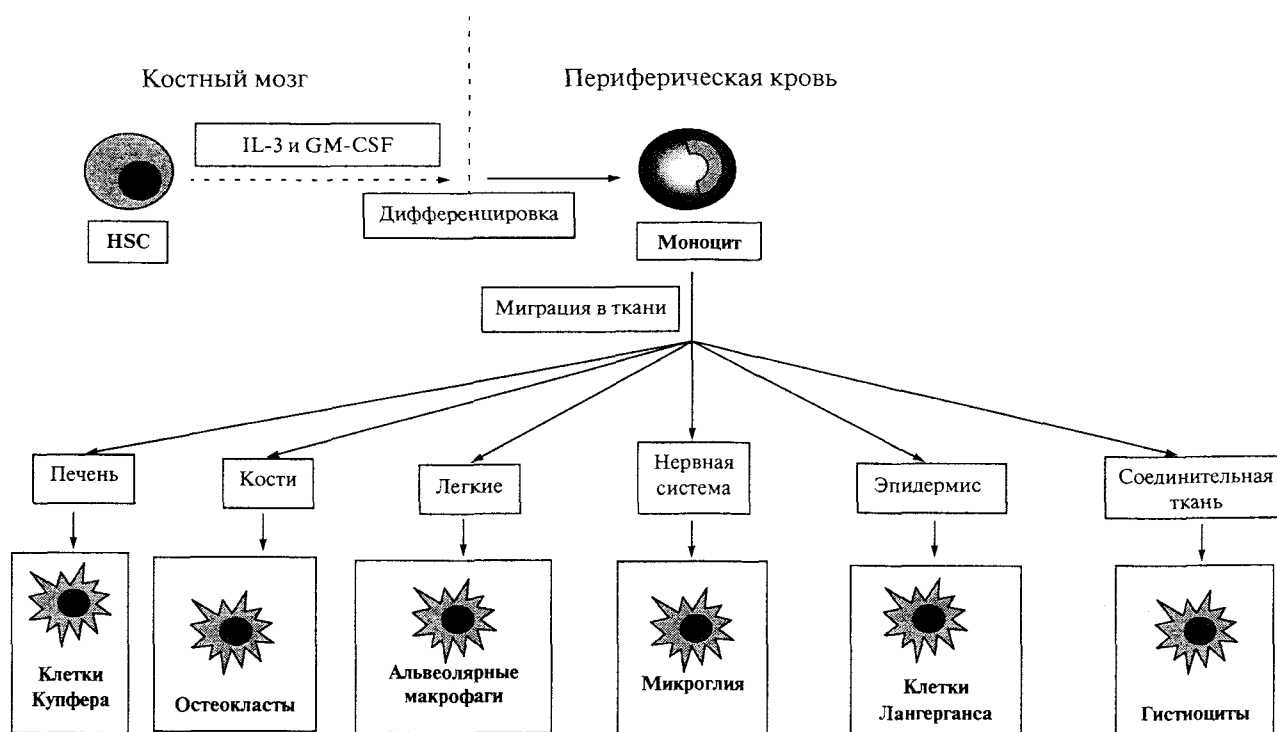 Костный мозг
Периферическая кровь
IL-3 и GM-CSF
Дифференцировка
HSC
Моноцит
Миграция в ткани
Печень
Кости
Легкие
Нервная
система
Эпидермис
Соединительная
ткань
Клетки
Купфера
Остеокласты
Альвеолярные
макрофаги
Микроглия
Клетки
Лангерганса
Гистиоциты